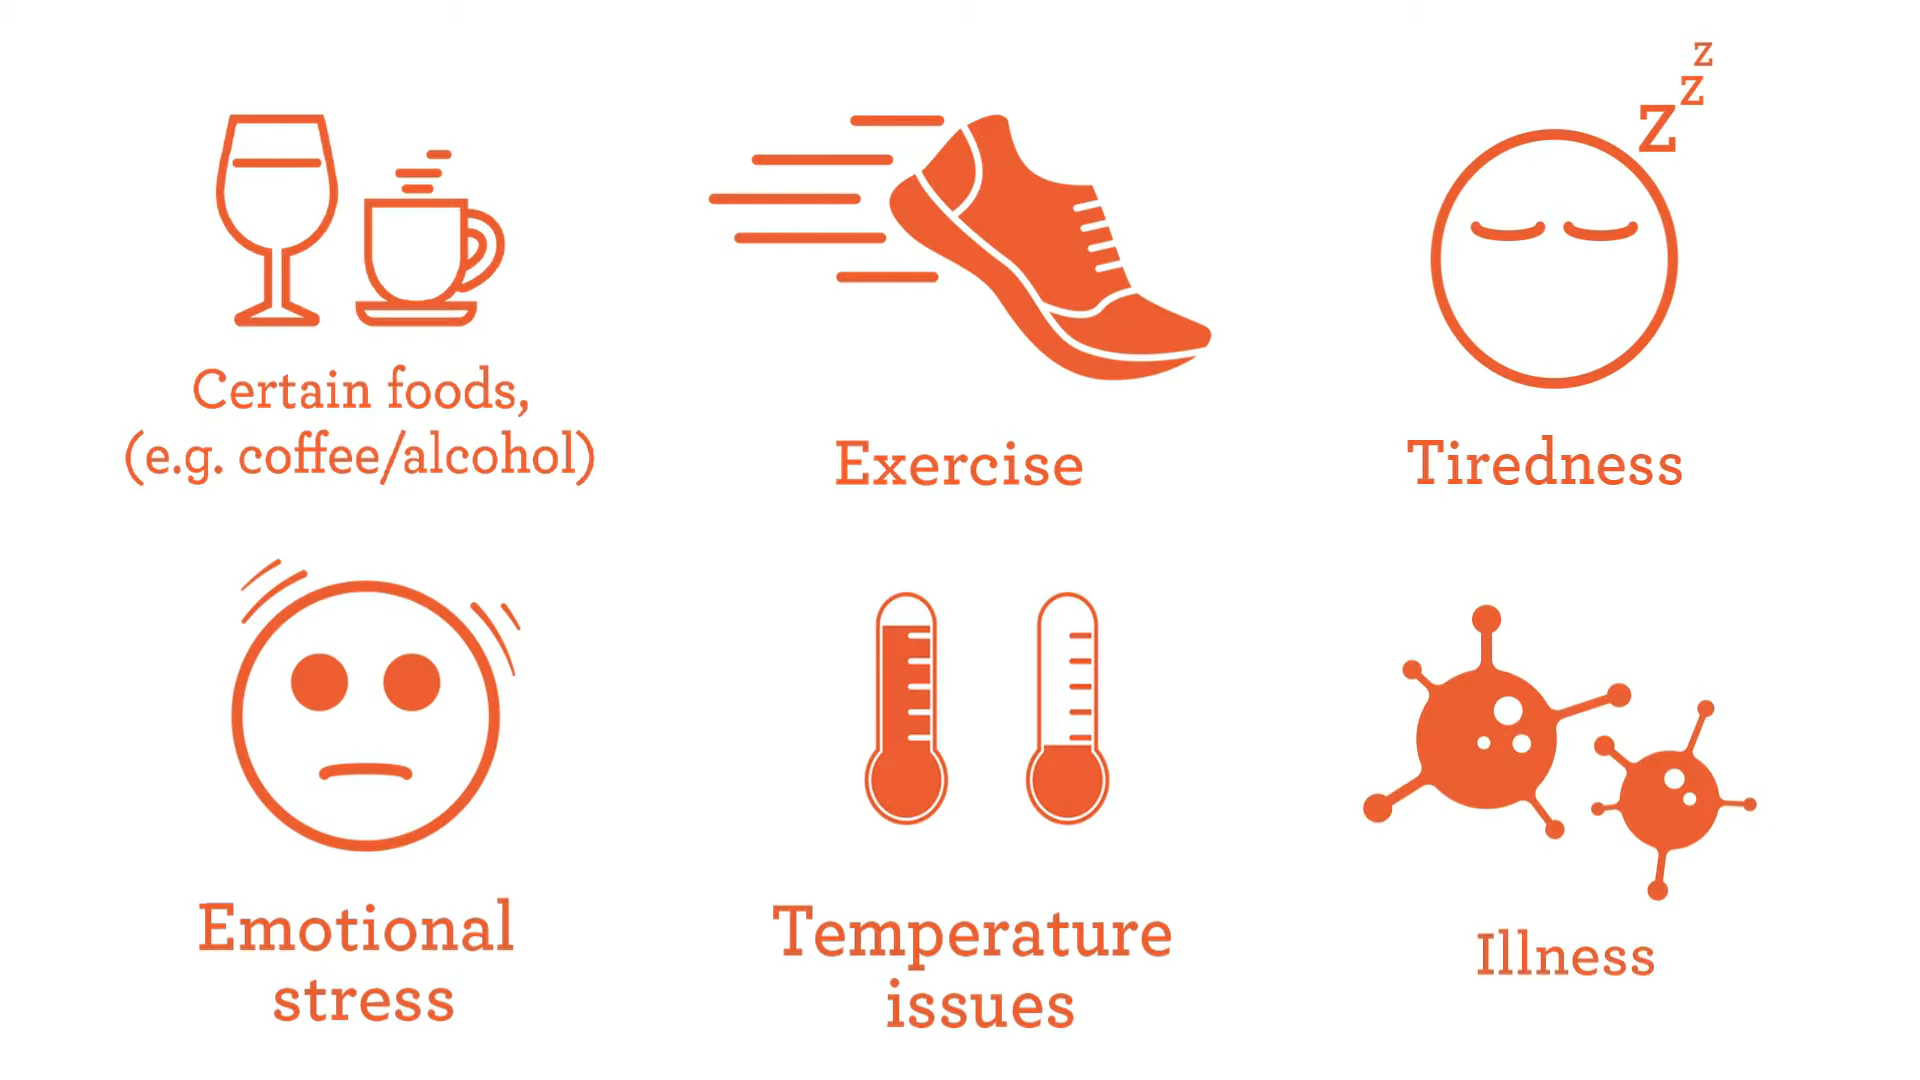 z
z
z
Certain foods,
(e.g. coffee/alcohol)
Exercise
Tiredness
Emotional
stress
Temperature
issues
Illness